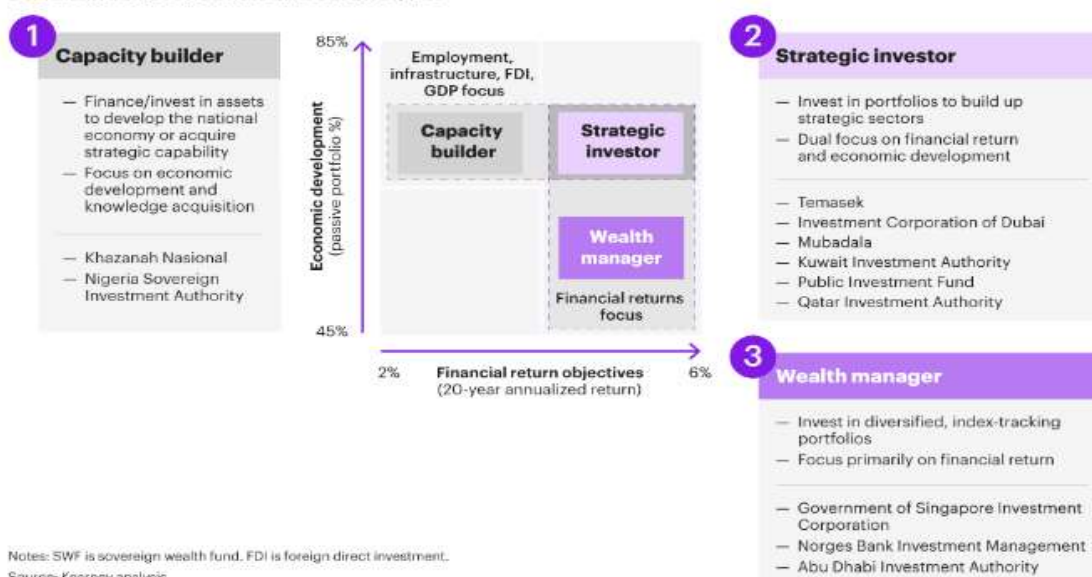 1
Capacity builder
— Finance/invest in assets
to develop the national
economy or acquire
strategic capability
— Focus on economic
development and
knowledge acquisition
— Khazanah Nasional
— Nigeria Sovereign
Investment Authority
Economic development
(passive portfolio %)
85%
45%
Employment,
infrastructure, FDI,
GDP focus
Capacity
builder
Strategic
investor
Wealth
manager
Financial returns
focus
2%
Financial return objectives
(20-year annualized return)
6%
2
Strategic investor
— Invest in portfolios to build up
strategic sectors
— Dual focus on financial return
and economic development
— Temasek
— Investment Corporation of Dubai
— Mubadala
— Kuwait Investment Authority
— Public Investment Fund
— Qatar Investment Authority
3
Wealth manager
— Invest in diversified, index-tracking
portfolios
— Focus primarily on financial return
— Government of Singapore Investment
Corporation
— Norges Bank Investment Management
— Abu Dhabi Investment Authority
Notes: SWF is sovereign wealth fund. FDI is foreign direct investment.
Source: Kearney analysis